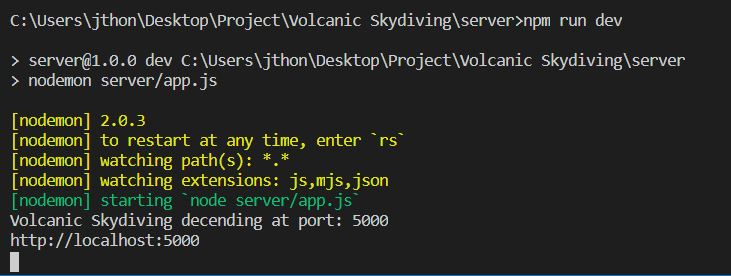 C:\Users\jthon\Desktop\Project\Volcanic Skydiving\server>npm run dev
> server@1.0.0 dev C:\Users\jthon\Desktop\Project\Volcanic Skydiving\server
> nodemon server/app.js
[nodemon] 2.0.3
[nodemon] to restart at any time, enter `rs`
[nodemon] watching path(s): *.*
[nodemon] watching extensions: js,mjs,json
[nodemon] starting `node server/app.js`
Volcanic Skydiving decending at port: 5000
http://localhost:5000